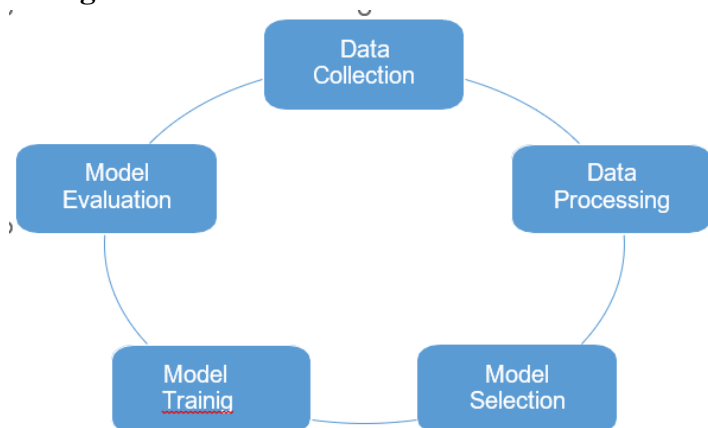 Data
Collection
Data
Processing
Model
Selection
Model
Trainig
Model
Evaluation